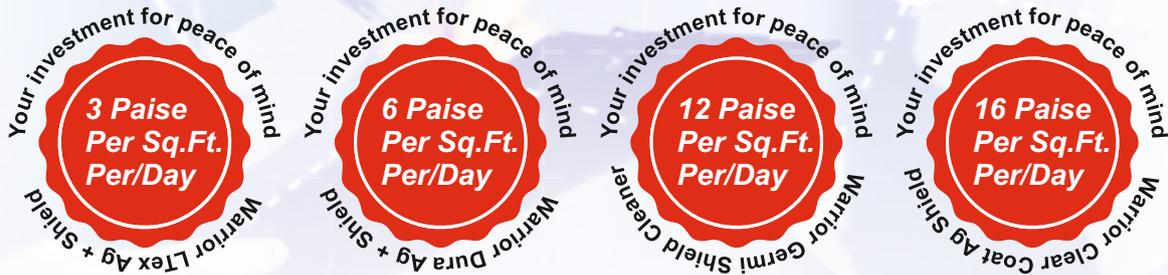 Your investment for peace of mind
3 Paise
Per Sq.Ft.
Per/Day
Warrior LTex Ag + Shield
Your investment for peace of mind
6 Paise
Per Sq.Ft.
Per/Day
Warrior Dura Ag + Shield
Your investment for peace of mind
12 Paise
Per Sq.Ft.
Per/Day
Warrior Germi Shield Cleaner
Your investment for peace of mind
16 Paise
Per Sq.Ft.
Per/Day
Warrior Clear Coat Ag Shield